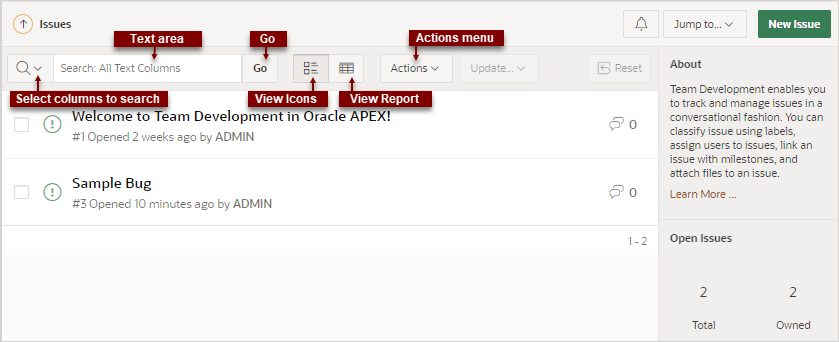 Issues
Jump to...
New Issue
Text area
Go
Actions menu
Search: All Text Columns
Go
Actions
Update...
Reset
Select columns to search
View Icons
View Report
Welcome to Team Development in Oracle APEX!
#1 Opened 2 weeks ago by ADMIN
0
Sample Bug
#3 Opened 10 minutes ago by ADMIN
0
1 - 2
About
Team Development enables you
to track and manage issues in a
conversational fashion. You can
classify issue using labels,
assign users to issues, link an
issue with milestones, and
attach files to an issue.
Learn More ...
Open Issues
2
2
Total
Owned